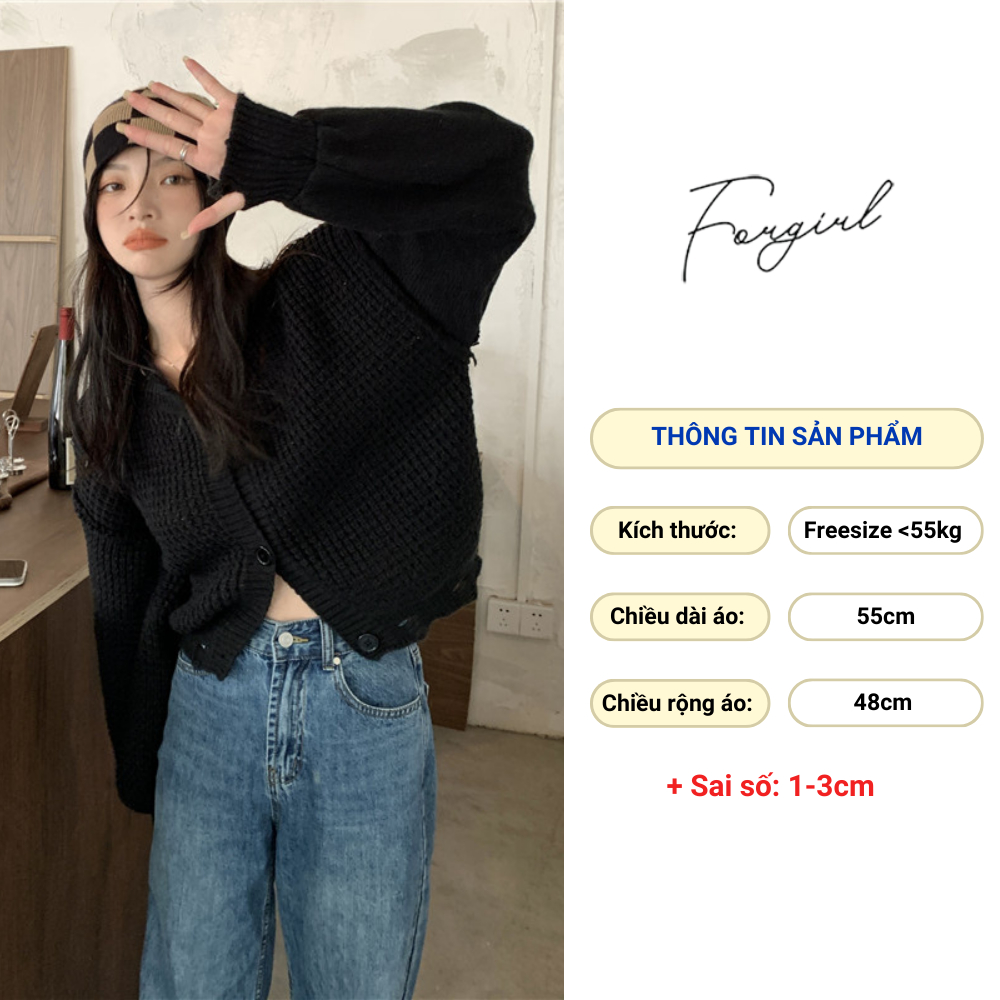 Forgirl
THÔNG TIN SẢN PHẨM
Kích thước:
Freesize <55kg
Chiều dài áo:
55cm
Chiều rộng áo:
48cm
+ Sai số: 1-3cm